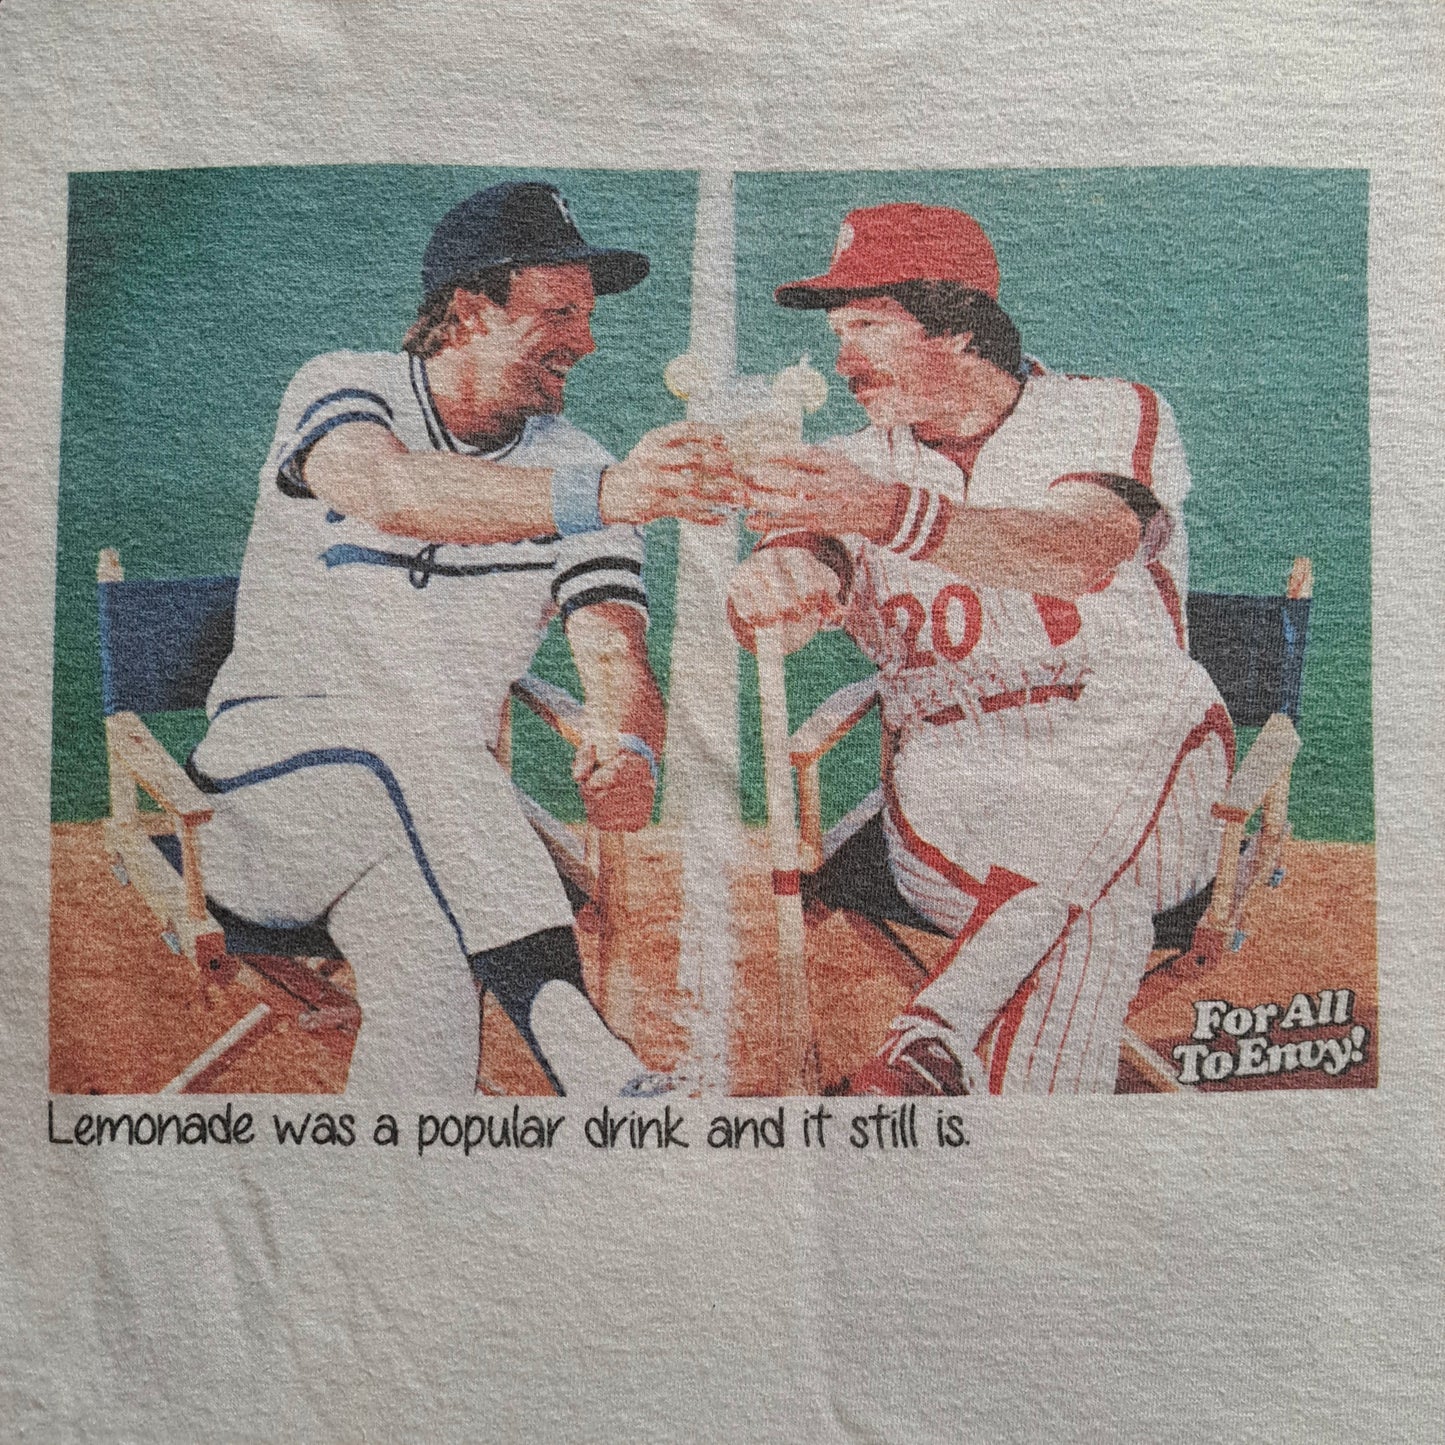 20
For All
To Envy!
Lemonade was a popular drink and it still is.